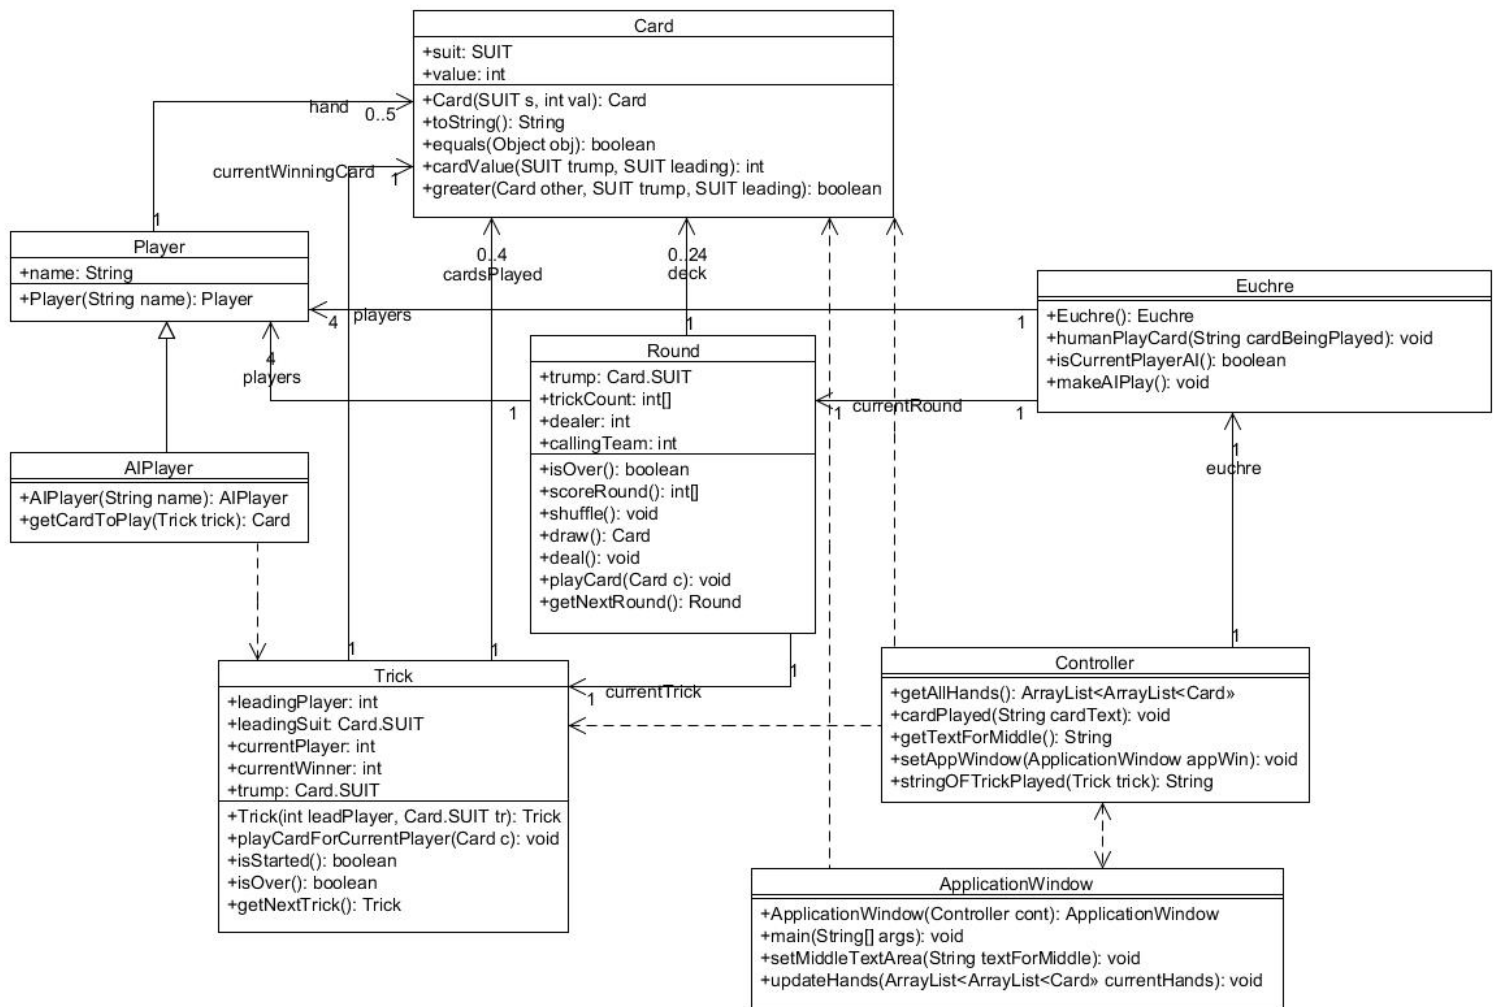 Card
+suit: SUIT
+value: int
+Card(SUIT s, int val): Card
+toString(): String
+equals(Object obj): boolean
+cardValue(SUIT trump, SUIT leading): int
+greater(Card other, SUIT trump, SUIT leading): boolean
hand
0..5
currentWinningCard
1
1
Player
+name: String
+Player(String name): Player
0..4
cardsPlayed
0..24
deck
1
4
players
1
4
players
1
Euchre
+Euchre(): Euchre
+humanPlayCard(String cardBeingPlayed): void
+isCurrentPlayerAI(): boolean
+makeAIPlay(): void
Round
+trump: Card.SUIT
+trickCount: int[]
+dealer: int
+callingTeam: int
+isOver(): boolean
+scoreRound(): int[]
+shuffle(): void
+draw(): Card
+deal(): void
+playCard(Card c): void
+getNextRound(): Round
1
currentRound
1
1
euchre
1
AIPlayer
+AIPlayer(String name): AIPlayer
+getCardToPlay(Trick trick): Card
1
1
1
1
currentTrick
Trick
+leadingPlayer: int
+leadingSuit: Card.SUIT
+currentPlayer: int
+currentWinner: int
+trump: Card.SUIT
+Trick(int leadPlayer, Card.SUIT tr): Trick
+playCardForCurrentPlayer(Card c): void
+isStarted(): boolean
+isOver(): boolean
+getNextTrick(): Trick
Controller
+getAllHands(): ArrayList<ArrayList<Card»
+cardPlayed(String cardText): void
+getTextForMiddle(): String
+setAppWindow(ApplicationWindow appWin): void
+stringOFTrickPlayed(Trick trick): String
ApplicationWindow
+ApplicationWindow(Controller cont): ApplicationWindow
+main(String[] args): void
+setMiddleTextArea(String textForMiddle): void
+updateHands(ArrayList<ArrayList<Card» currentHands): void